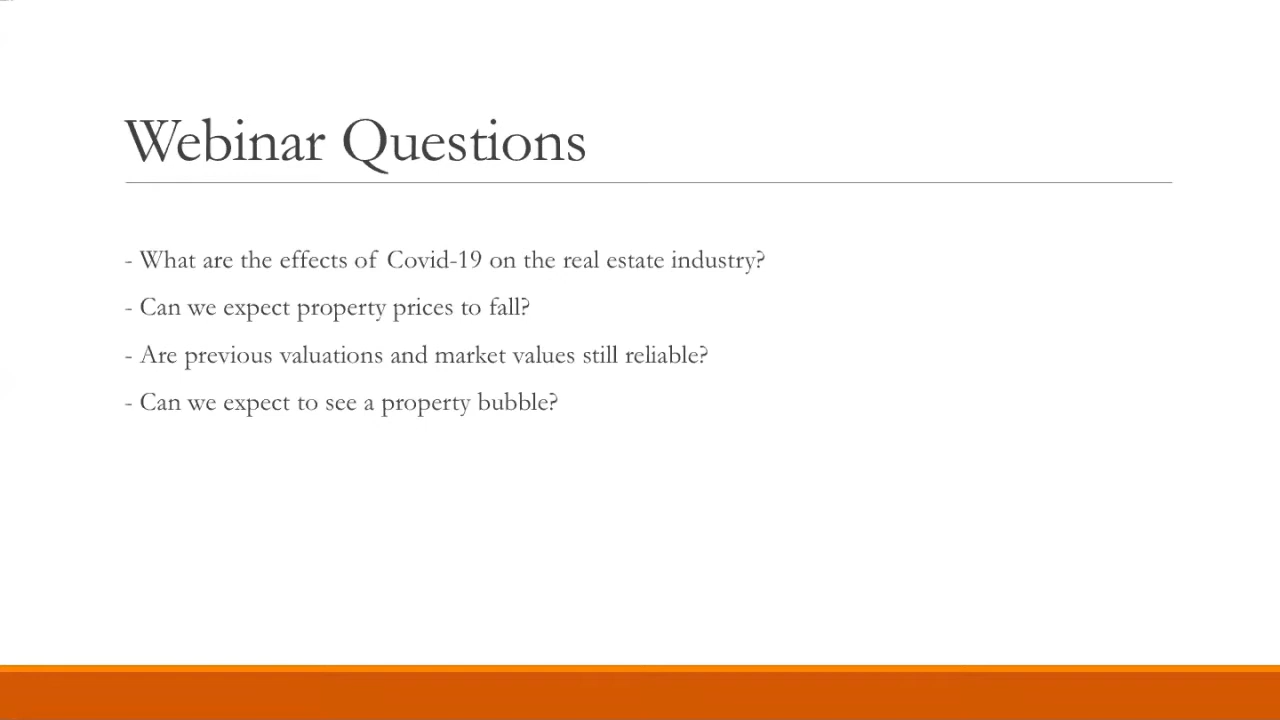 Webinar Questions
- What are the effects of Covid-19 on the real estate industry?
- Can we expect property prices to fall?
- Are previous valuations and market values still reliable?
- Can we expect to see a property bubble?